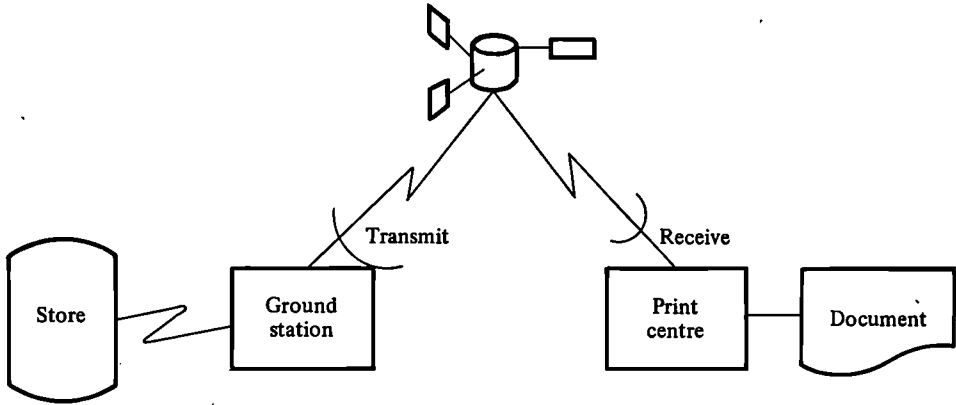 Transmit
Receive
Store
Ground
station
Print
centre
Document